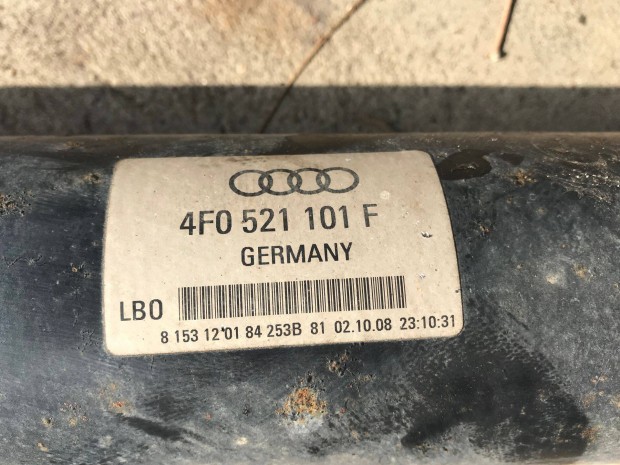 4F0 521 101 F
GERMANY
LBO
8 153 12*01 84 253B 81 02.10.08 23:10:31